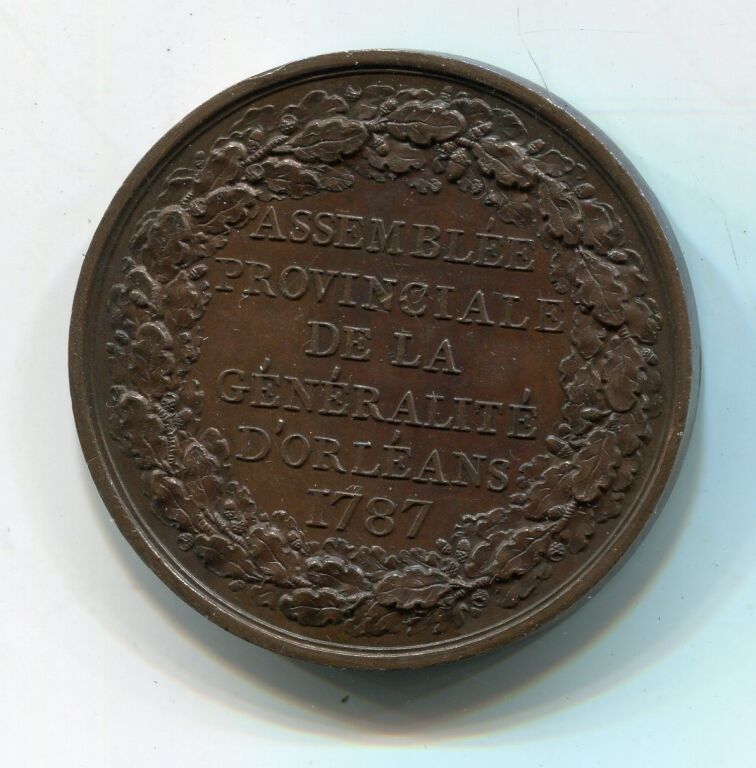 ASSEMBLÉE
PROVINCIALE
DE LA
GÉNÉRALITÉ
D'ORLÉANS
1787